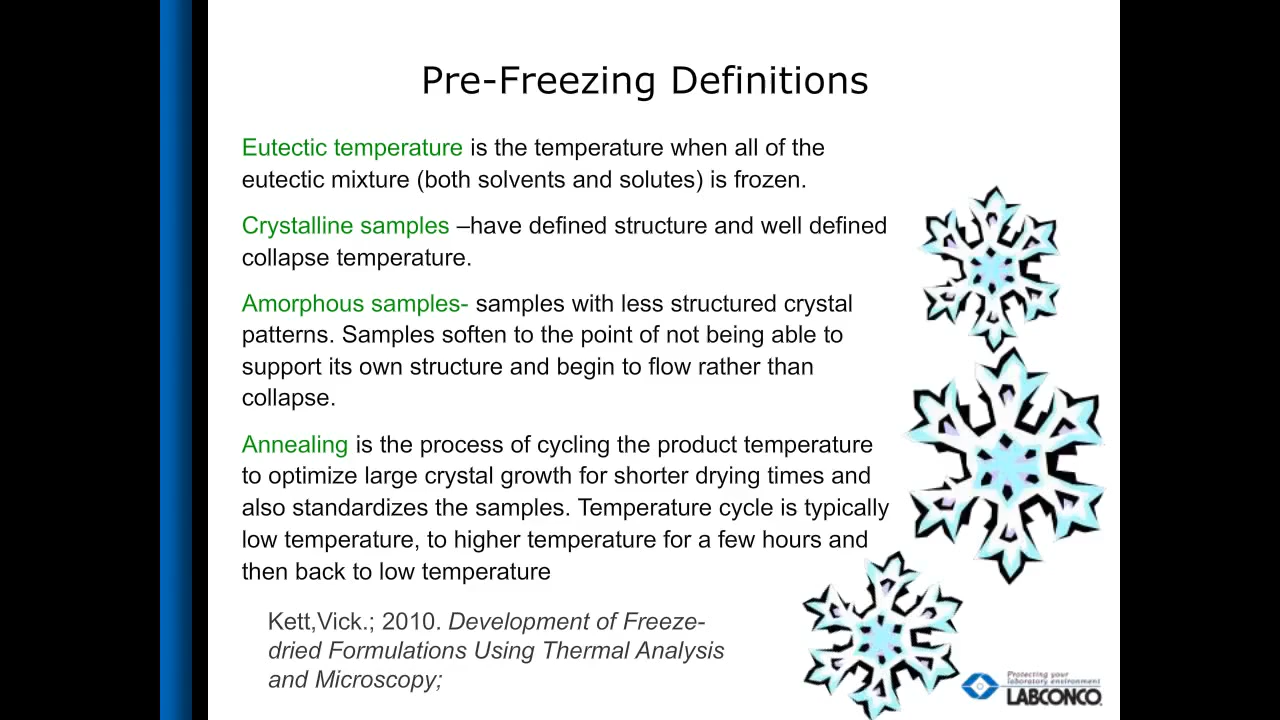 Pre-Freezing Definitions
Eutectic temperature is the temperature when all of the
eutectic mixture (both solvents and solutes) is frozen.
Crystalline samples –have defined structure and well defined
collapse temperature.
Amorphous samples- samples with less structured crystal
patterns. Samples soften to the point of not being able to
support its own structure and begin to flow rather than
collapse.
Annealing is the process of cycling the product temperature
to optimize large crystal growth for shorter drying times and
also standardizes the samples. Temperature cycle is typically
low temperature, to higher temperature for a few hours and
then back to low temperature
Kett,Vick.; 2010. Development of Freeze-
dried Formulations Using Thermal Analysis
and Microscopy;
Protecting your
laboratory environment
LABCONCO